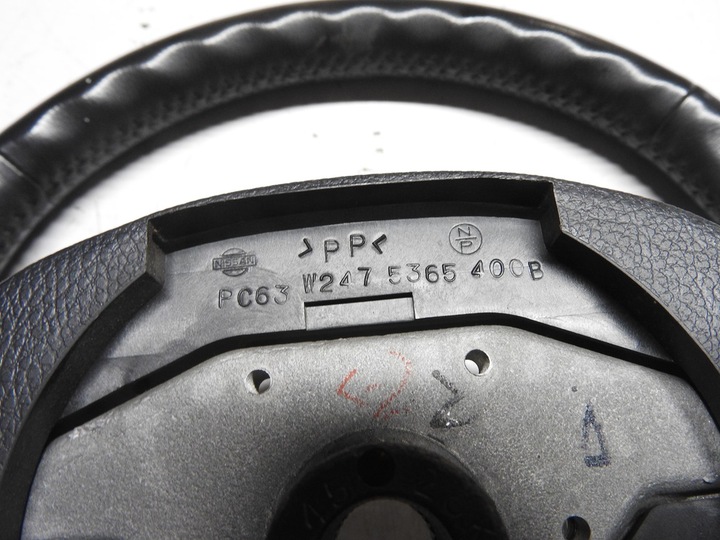 NISSAN >PP< N/P
PC63 W247 5365 400B
Z